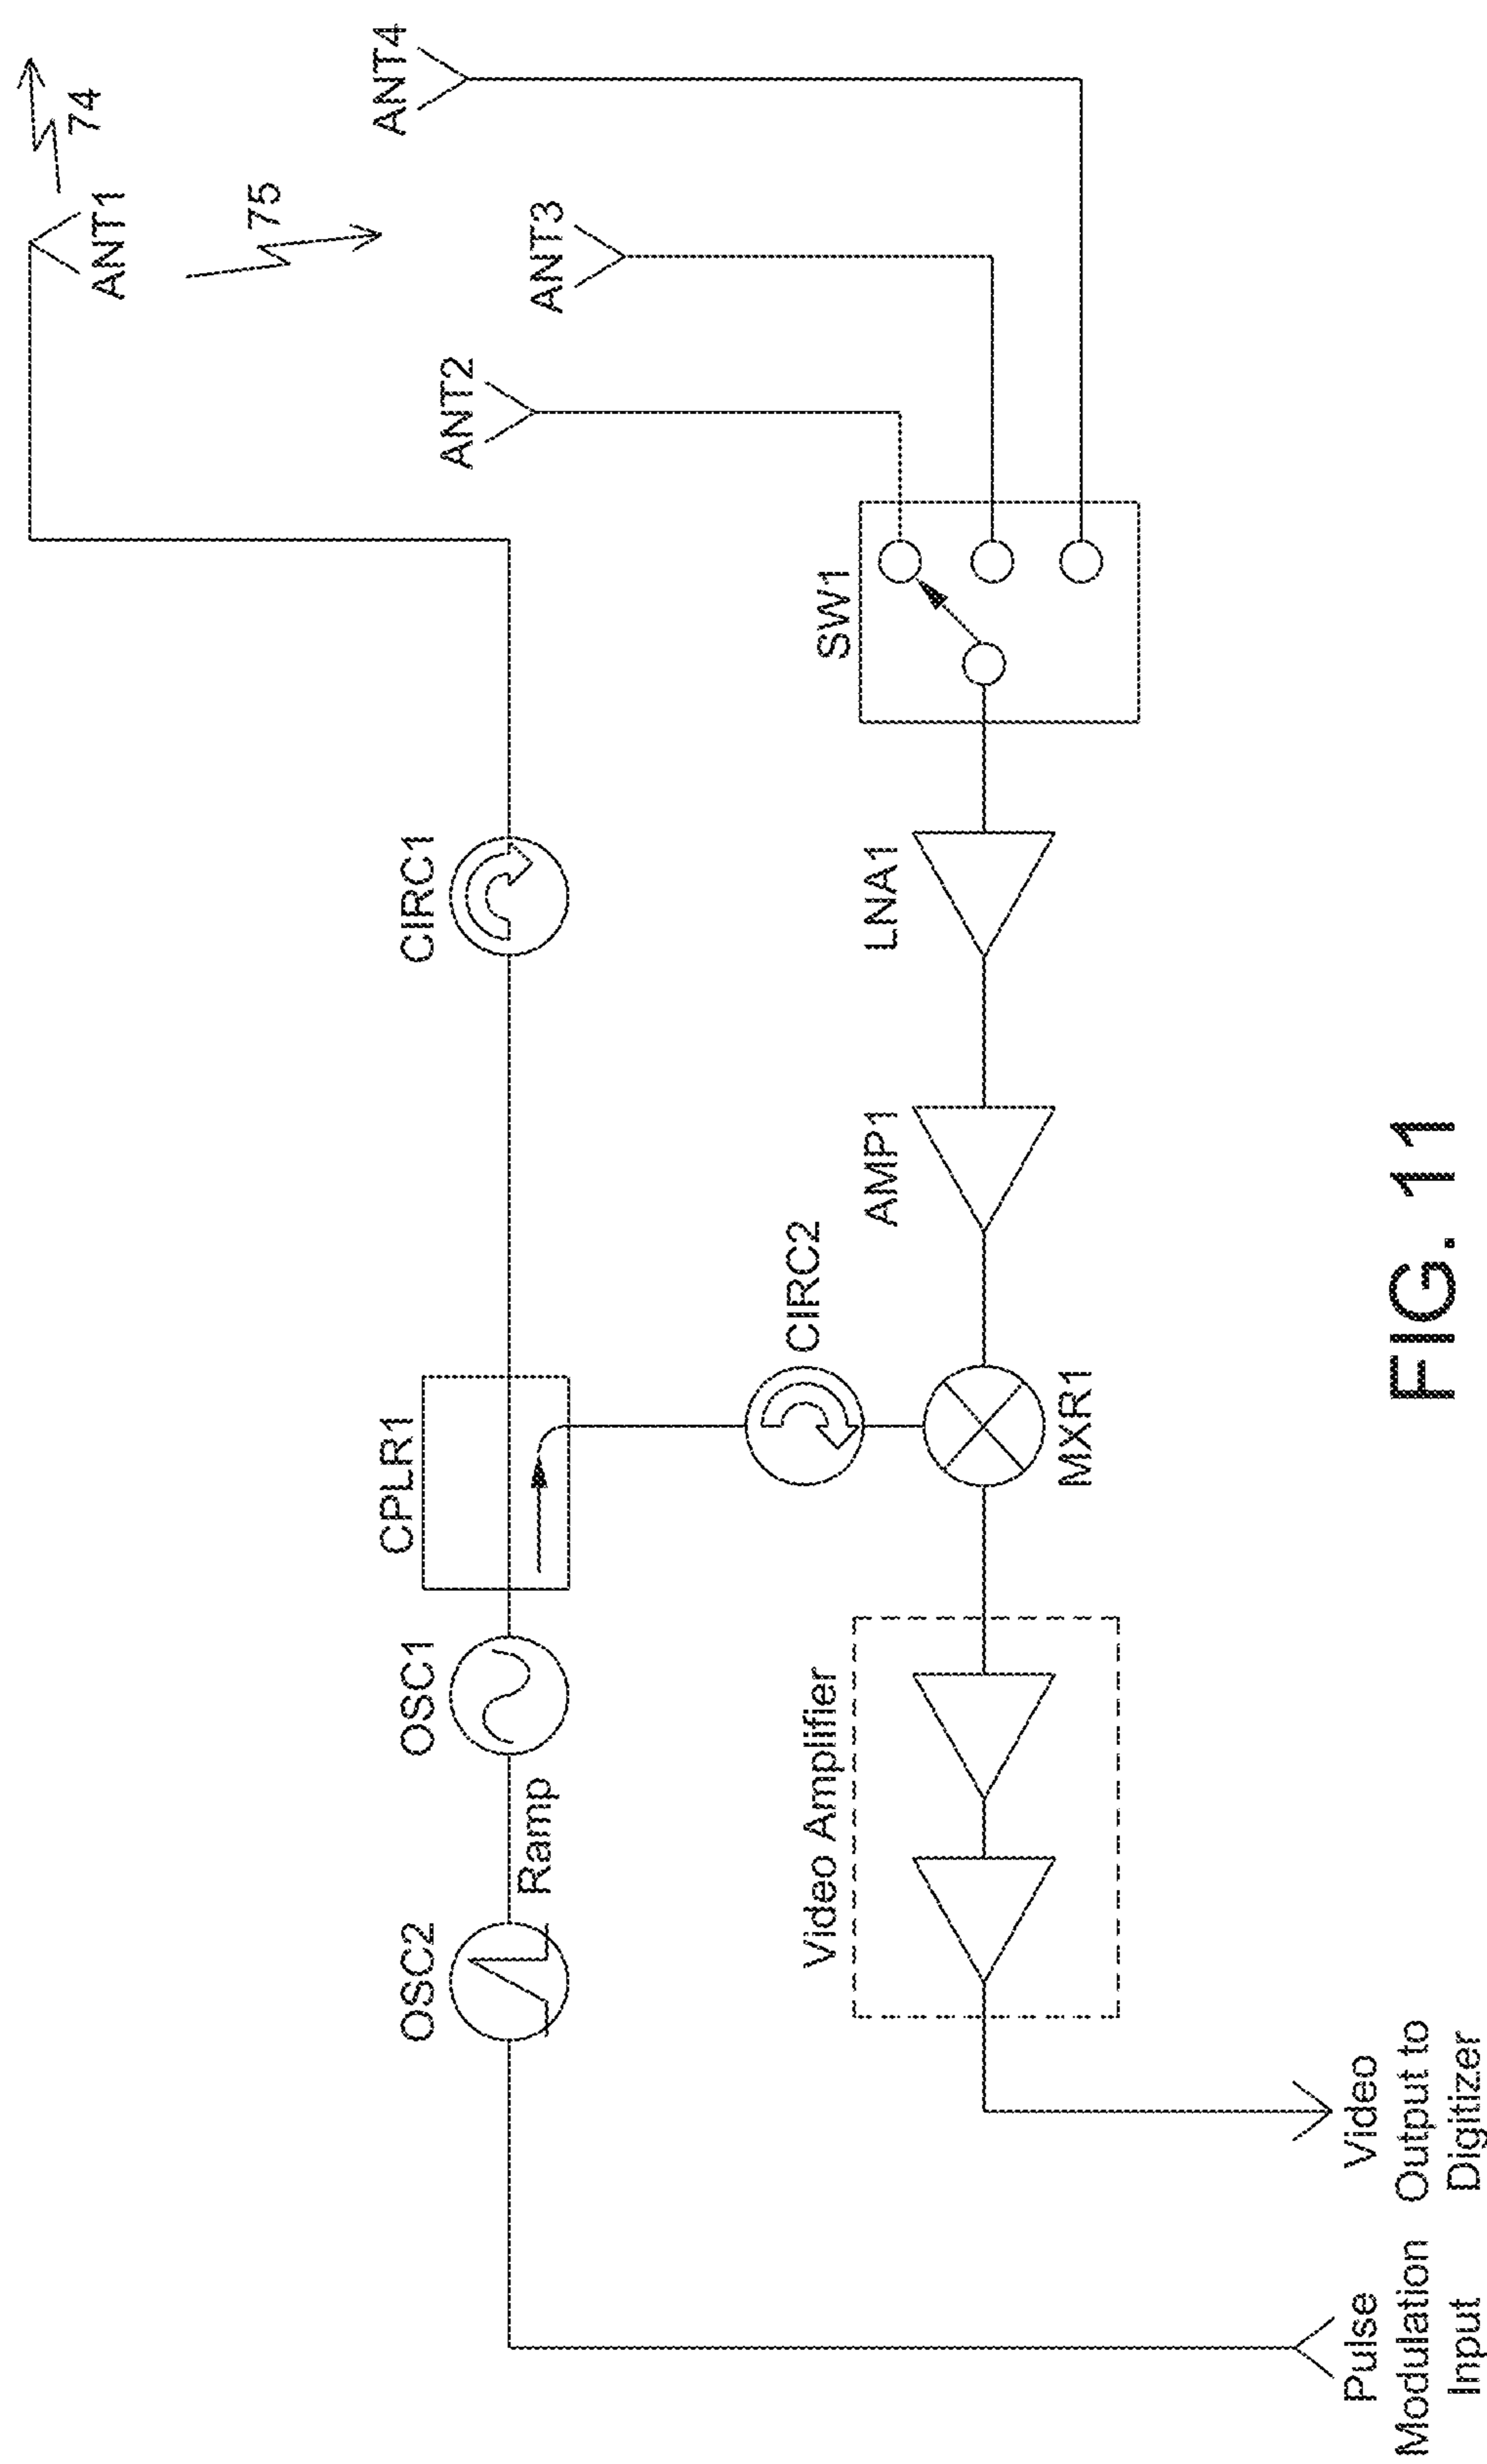 74
ANT1
75
ANT4
ANT3
ANT2
CIRC1
SW1
LNA1
AMP1
CIRC2
CPLR1
MXR1
OSC1
Ramp
OSC2
Video Amplifier
Pulse
Modulation
Input
Video
Output to
Digitizer
FIG. 11